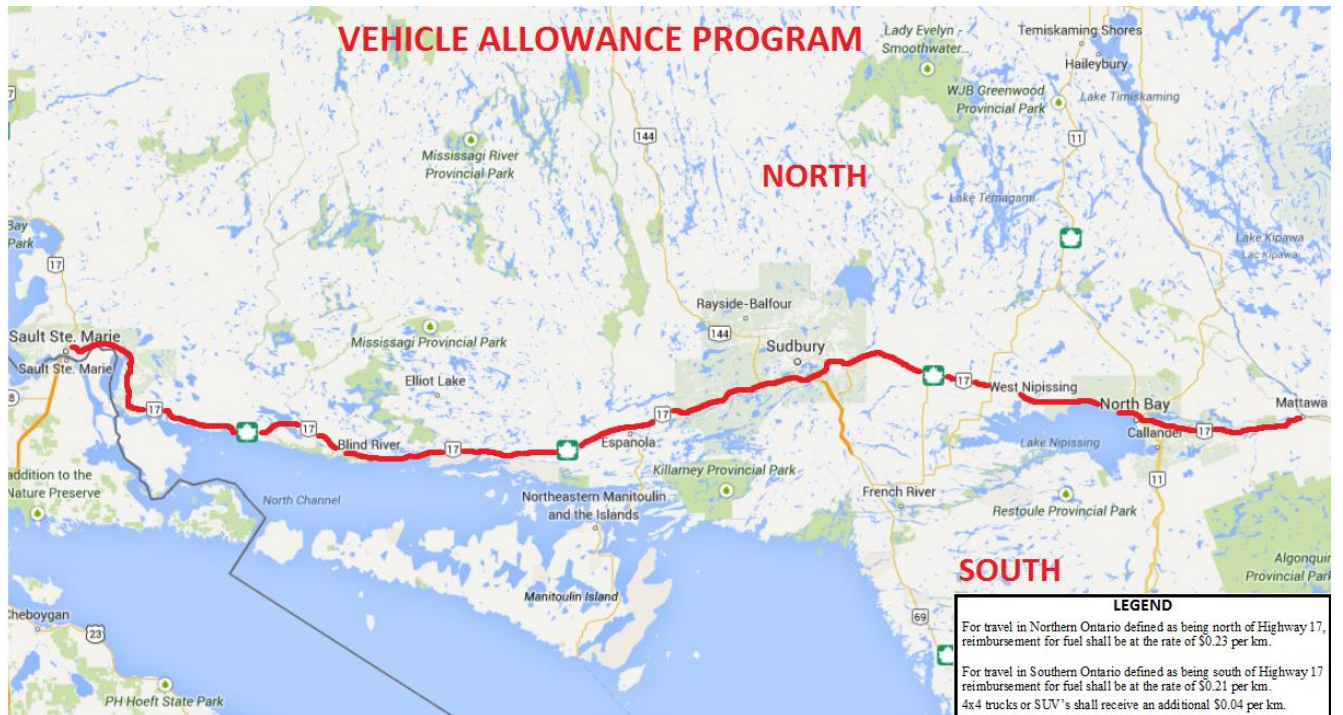 VEHICLE ALLOWANCE PROGRAM
Lady Evelyn -
Smoothwater...
Temiskaming Shores
Haileybury
WJB Greenwood
Provincial Park
Lake Timiskaming
11
144
Mississagi River
Provincial Park
NORTH
Lake Temagami
Bay
Park
17
Lake Kipawa
Lac Kipawa
Rayside-Balfour
144
Sault Ste. Marie
Sault Ste. Marie
Mississagi Provincial Park
Sudbury
Elliot Lake
17
West Nipissing
17
17
17
North Bay
Mattawa
Blind River
17
Espanola
Lake Nipissing
Callander
17
Killarney Provincial Park
11
addition to the
Nature Preserve
North Channel
Northeastern Manitoulin
and the Islands
French River
Restoule Provincial Park
Algonquin
Provincial Park
SOUTH
Manitoulin Island
Cheboygan
23
69
PH Hoeft State Park
LEGEND
For travel in Northern Ontario defined as being north of Highway 17,
reimbursement for fuel shall be at the rate of $0.23 per km.
For travel in Southern Ontario defined as being south of Highway 17
reimbursement for fuel shall be at the rate of $0.21 per km.
4x4 trucks or SUV's shall receive an additional $0.04 per km.